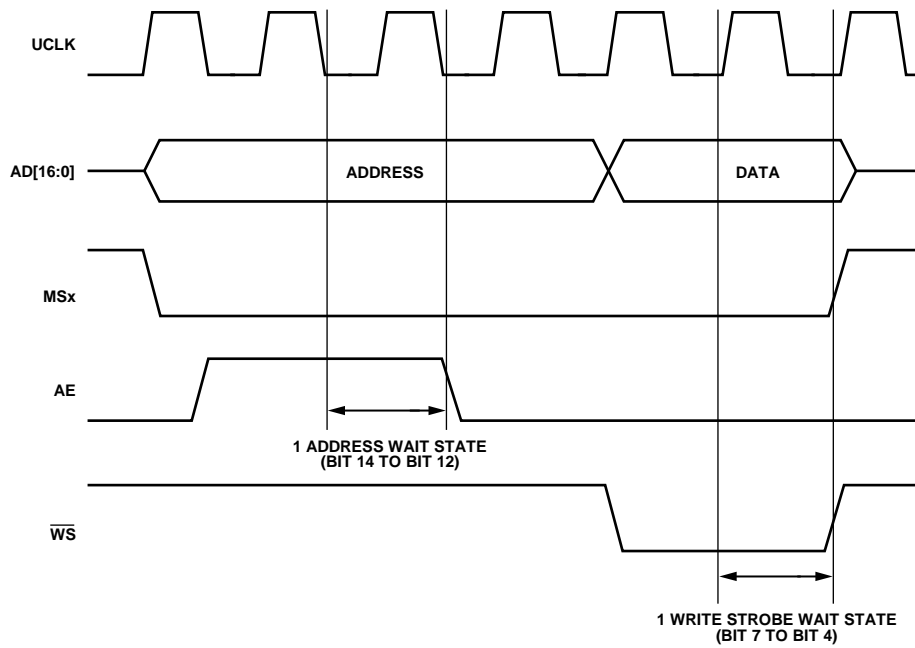 UCLK
AD[16:0]
ADDRESS
DATA
MSx
AE
1 ADDRESS WAIT STATE
(BIT 14 TO BIT 12)
WS
1 WRITE STROBE WAIT STATE
(BIT 7 TO BIT 4)